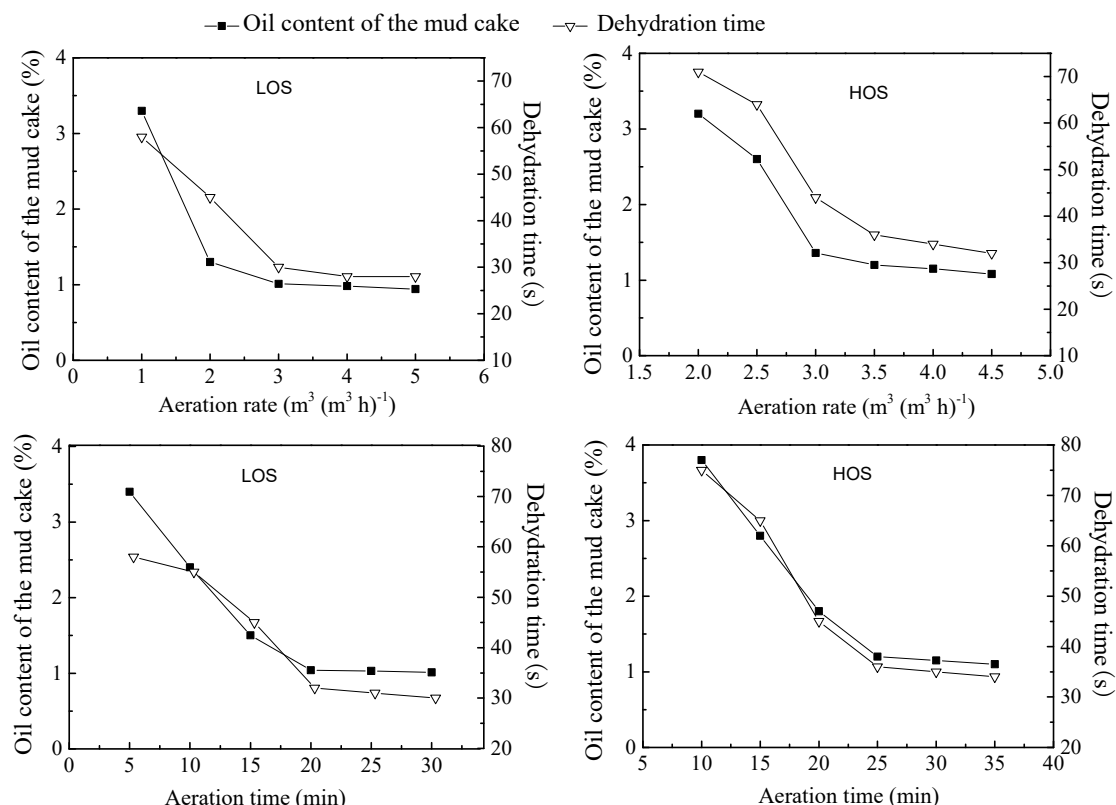 Oil content of the mud cake
Dehydration time
LOS
Oil content of the mud cake (%)
4
3
2
1
0
Dehydration time (s)
70
60
50
40
30
20
10
0 1 2 3 4 5 6
Aeration rate (m³ (m³ h)⁻¹)
HOS
Oil content of the mud cake (%)
4
3
2
1
0
Dehydration time (s)
70
60
50
40
30
20
10
1.5 2.0 2.5 3.0 3.5 4.0 4.5 5.0
Aeration rate (m³ (m³ h)⁻¹)
LOS
Oil content of the mud cake (%)
4
3
2
1
0
Dehydration time (s)
80
70
60
50
40
30
20
0 5 10 15 20 25 30
Aeration time (min)
HOS
Oil content of the mud cake (%)
4
3
2
1
0
Dehydration time (s)
80
70
60
50
40
30
20
5 10 15 20 25 30 35 40
Aeration time (min)